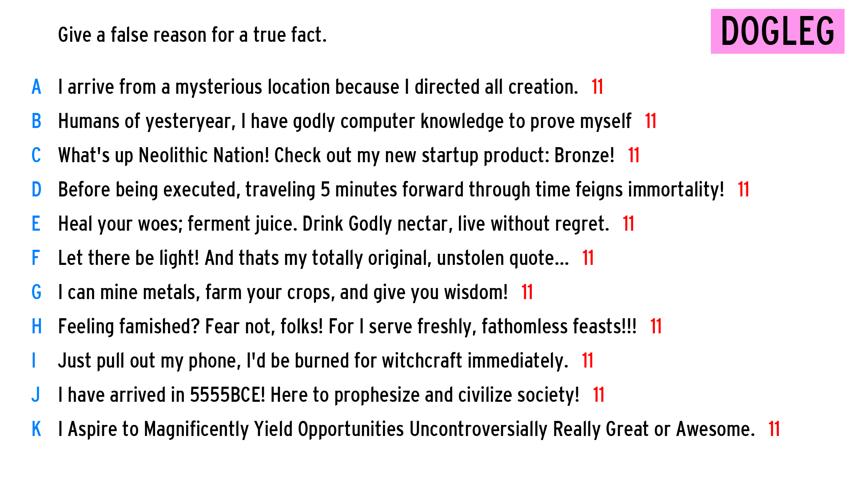 Give a false reason for a true fact.
DOGLEG
A I arrive from a mysterious location because I directed all creation. 11
B Humans of yesteryear, I have godly computer knowledge to prove myself 11
C What's up Neolithic Nation! Check out my new startup product: Bronze! 11
D Before being executed, traveling 5 minutes forward through time feigns immortality! 11
E Heal your woes; ferment juice. Drink Godly nectar, live without regret. 11
F Let there be light! And thats my totally original, unstolen quote... 11
G I can mine metals, farm your crops, and give you wisdom! 11
H Feeling famished? Fear not, folks! For I serve freshly, fathomless feasts!!! 11
I Just pull out my phone, I'd be burned for witchcraft immediately. 11
J I have arrived in 5555BCE! Here to prophesize and civilize society! 11
K I Aspire to Magnificently Yield Opportunities Uncontroversially Really Great or Awesome. 11